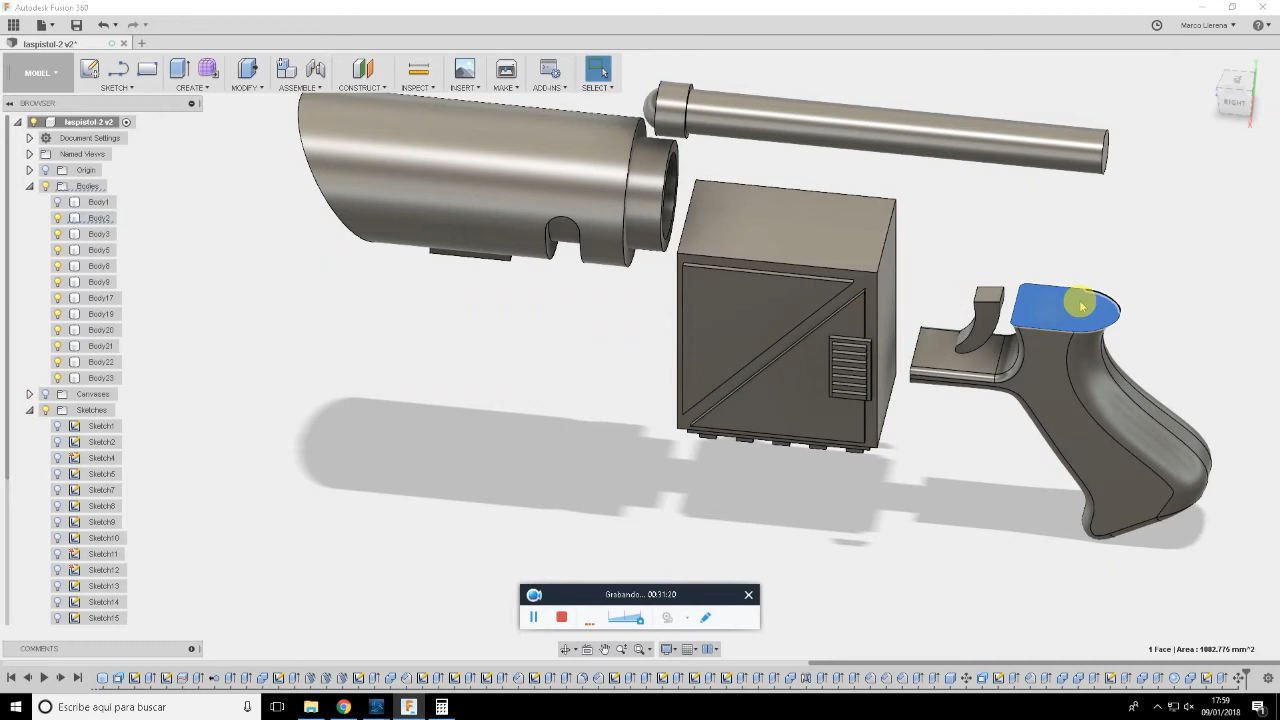 Autodesk Fusion 360
Marco Llerena
laspistol-2 v2*
MODEL
SKETCH
CREATE
MODIFY
ASSEMBLE
CONSTRUCT
INSPECT
INSERT
MAKE
ADD-INS
SELECT
BROWSER
RIGHT
laspistol-2 v2
Document Settings
Named Views
Origin
Bodies
Body1
Body2
Body3
Body5
Body8
Body9
Body17
Body19
Body20
Body21
Body22
Body23
Canvases
Sketches
Sketch1
Sketch2
Sketch4
Sketch5
Sketch7
Sketch8
Sketch9
Sketch10
Sketch11
Sketch12
Sketch13
Sketch14
Sketch15
Grabando... 00:31:20
COMMENTS
1 Face | Area : 1082.776 mm^2
Escribe aquí para buscar
17:59
09/01/2018